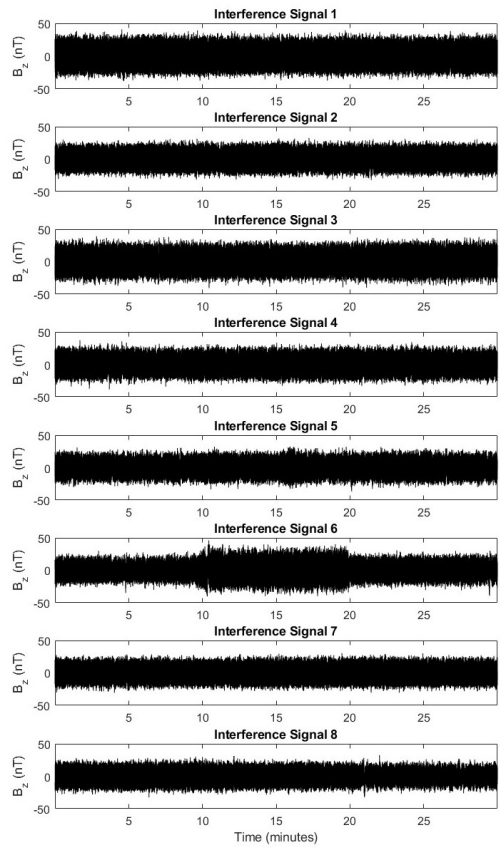 Interference Signal 1
50
0
-50
B_z (nT)
5 10 15 20 25
Interference Signal 2
50
0
-50
B_z (nT)
5 10 15 20 25
Interference Signal 3
50
0
-50
B_z (nT)
5 10 15 20 25
Interference Signal 4
50
0
-50
B_z (nT)
5 10 15 20 25
Interference Signal 5
50
0
-50
B_z (nT)
5 10 15 20 25
Interference Signal 6
50
0
-50
B_z (nT)
5 10 15 20 25
Interference Signal 7
50
0
-50
B_z (nT)
5 10 15 20 25
Interference Signal 8
50
0
-50
B_z (nT)
5 10 15 20 25
Time (minutes)